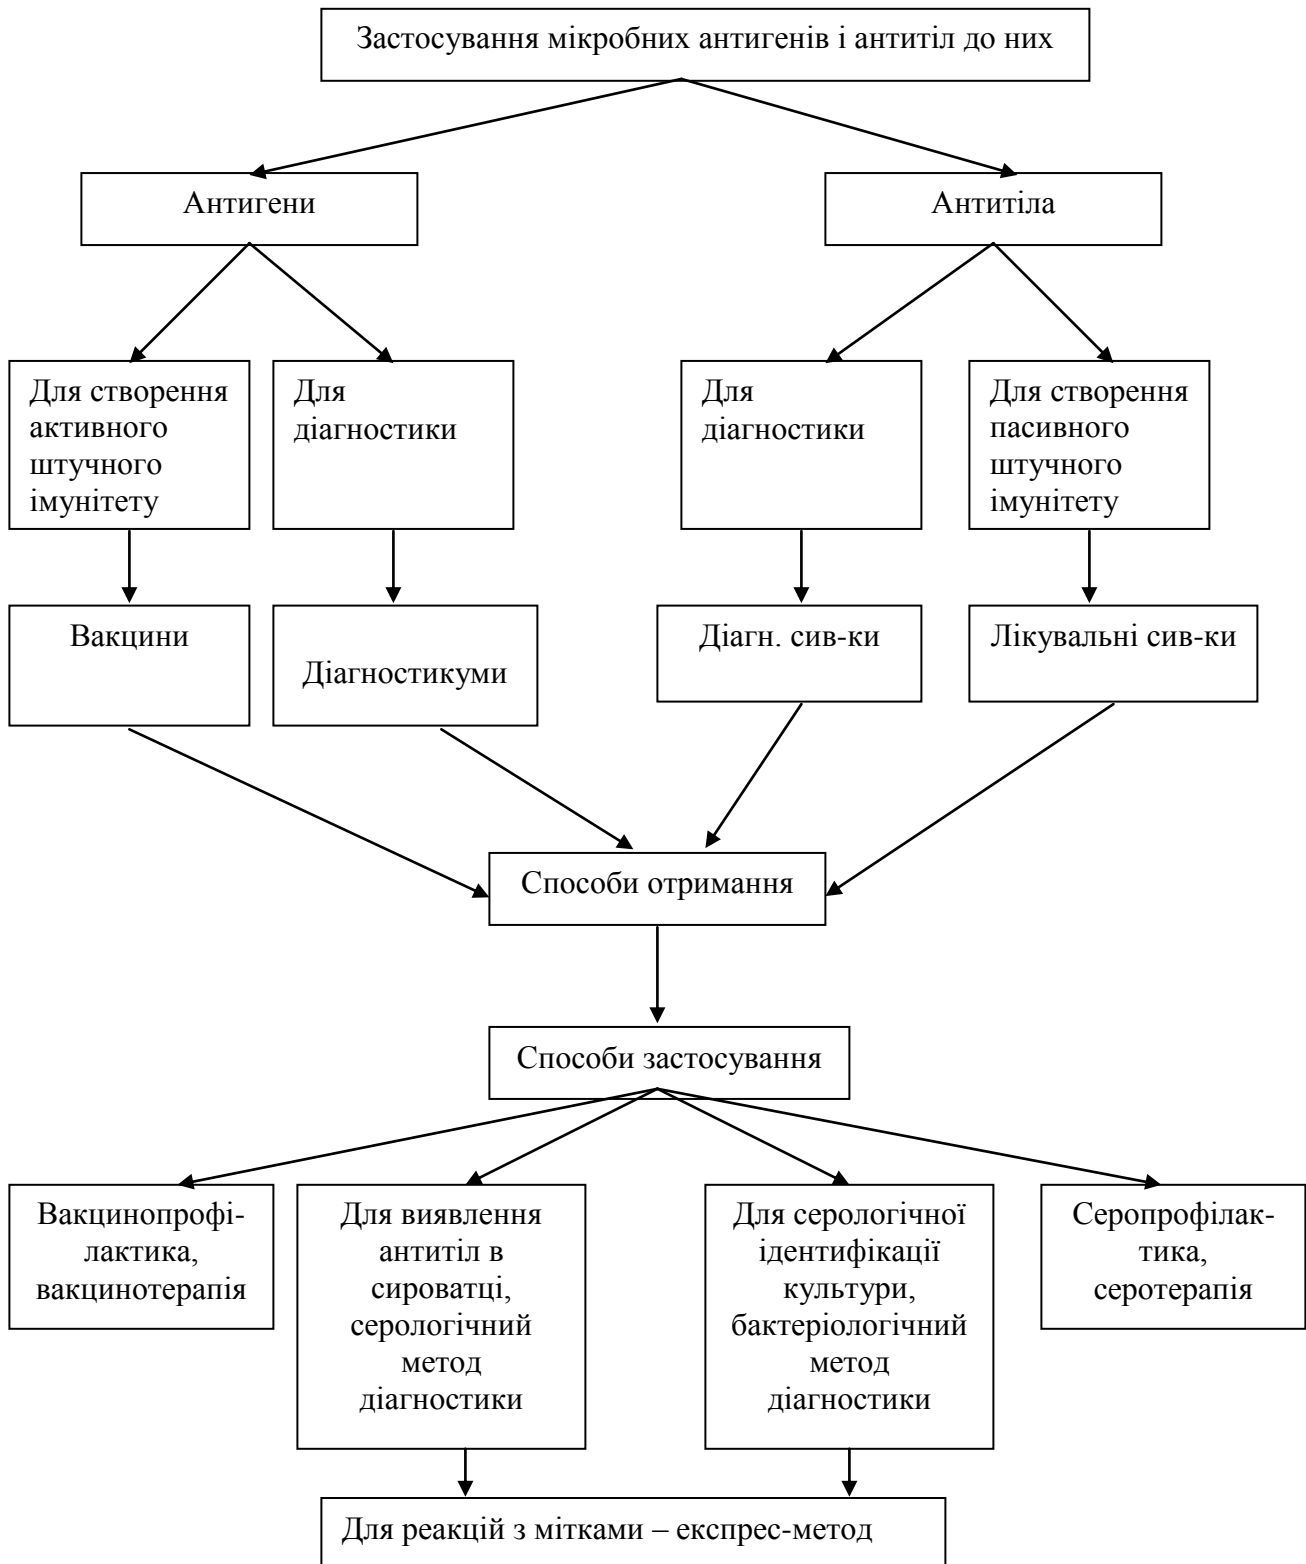 Застосування мікробних антигенів і антитіл до них
Антигени
Антитіла
Для створення
активного
штучного
імунітету
Для
діагностики
Для
діагностики
Для створення
пасивного
штучного
імунітету
Вакцини
Діагностикуми
Діагн. сив-ки
Лікувальні сив-ки
Способи отримання
Способи застосування
Вакцинопрофі-
лактика,
вакцинотерапія
Для виявлення
антитіл в
сироватці,
серологічний
метод
діагностики
Для серологічної
ідентифікації
культури,
бактеріологічний
метод
діагностики
Серопрофілак-
тика,
серотерапія
Для реакцій з мітками – експрес-метод